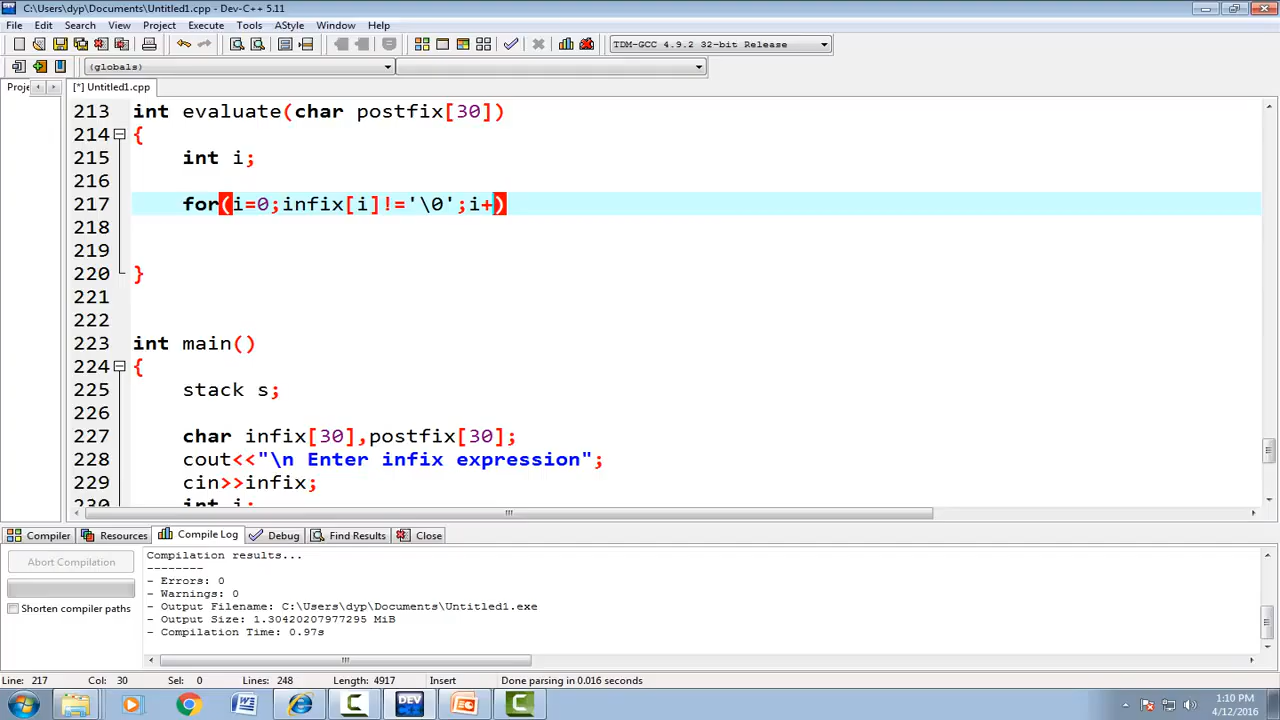 C:\Users\dyp\Documents\Untitled1.cpp - Dev-C++ 5.11
File Edit Search View Project Execute Tools AStyle Window Help
TDM-GCC 4.9.2 32-bit Release
(globals)
Proje [*] Untitled1.cpp
213 int evaluate(char postfix[30])
214 {
215 int i;
216
217 for(i=0;infix[i]!='\0';i+)
218
219
220 }
221
222
223 int main()
224 {
225 stack s;
226
227 char infix[30],postfix[30];
228 cout<<"\n Enter infix expression";
229 cin>>infix;
230 int i;
Compiler Resources Compile Log Debug Find Results Close
Abort Compilation
Shorten compiler paths
Compilation results...
--------
- Errors: 0
- Warnings: 0
- Output Filename: C:\Users\dyp\Documents\Untitled1.exe
- Output Size: 1.30420207977295 MiB
- Compilation Time: 0.97s
Line: 217 Col: 30 Sel: 0 Lines: 248 Length: 4917 Insert Done parsing in 0.016 seconds
1:10 PM
4/12/2016